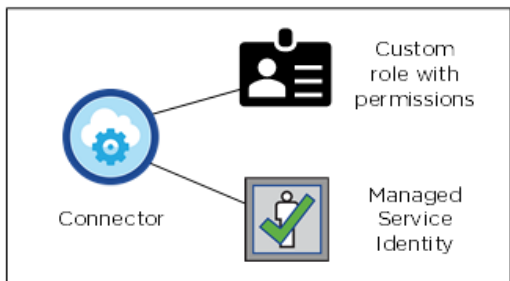 Custom
role with
permissions
Connector
Managed
Service
Identity